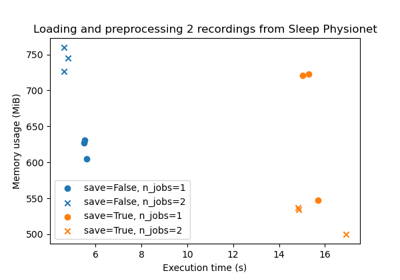 Loading and preprocessing 2 recordings from Sleep Physionet
750
700
650
600
550
500
Memory usage (MiB)
save=False, n_jobs=1
save=False, n_jobs=2
save=True, n_jobs=1
save=True, n_jobs=2
6 8 10 12 14 16
Execution time (s)